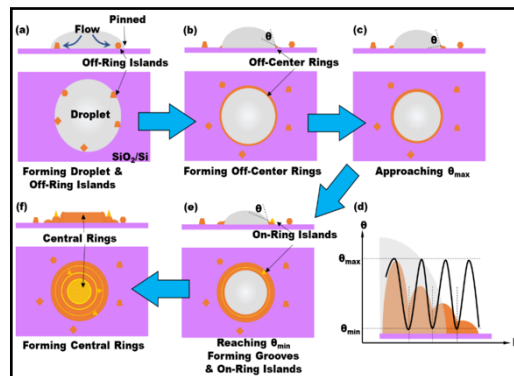 (a)
Flow
Pinned
Off-Ring Islands
Droplet
SiO2/Si
Forming Droplet &
Off-Ring Islands
(b)
θ
Off-Center Rings
Forming Off-Center Rings
(c)
θ
Approaching θmax
(f)
Central Rings
Forming Central Rings
(e)
θ
On-Ring Islands
Reaching θmin
Forming Grooves
& On-Ring Islands
(d)
θ
θmax
θmin